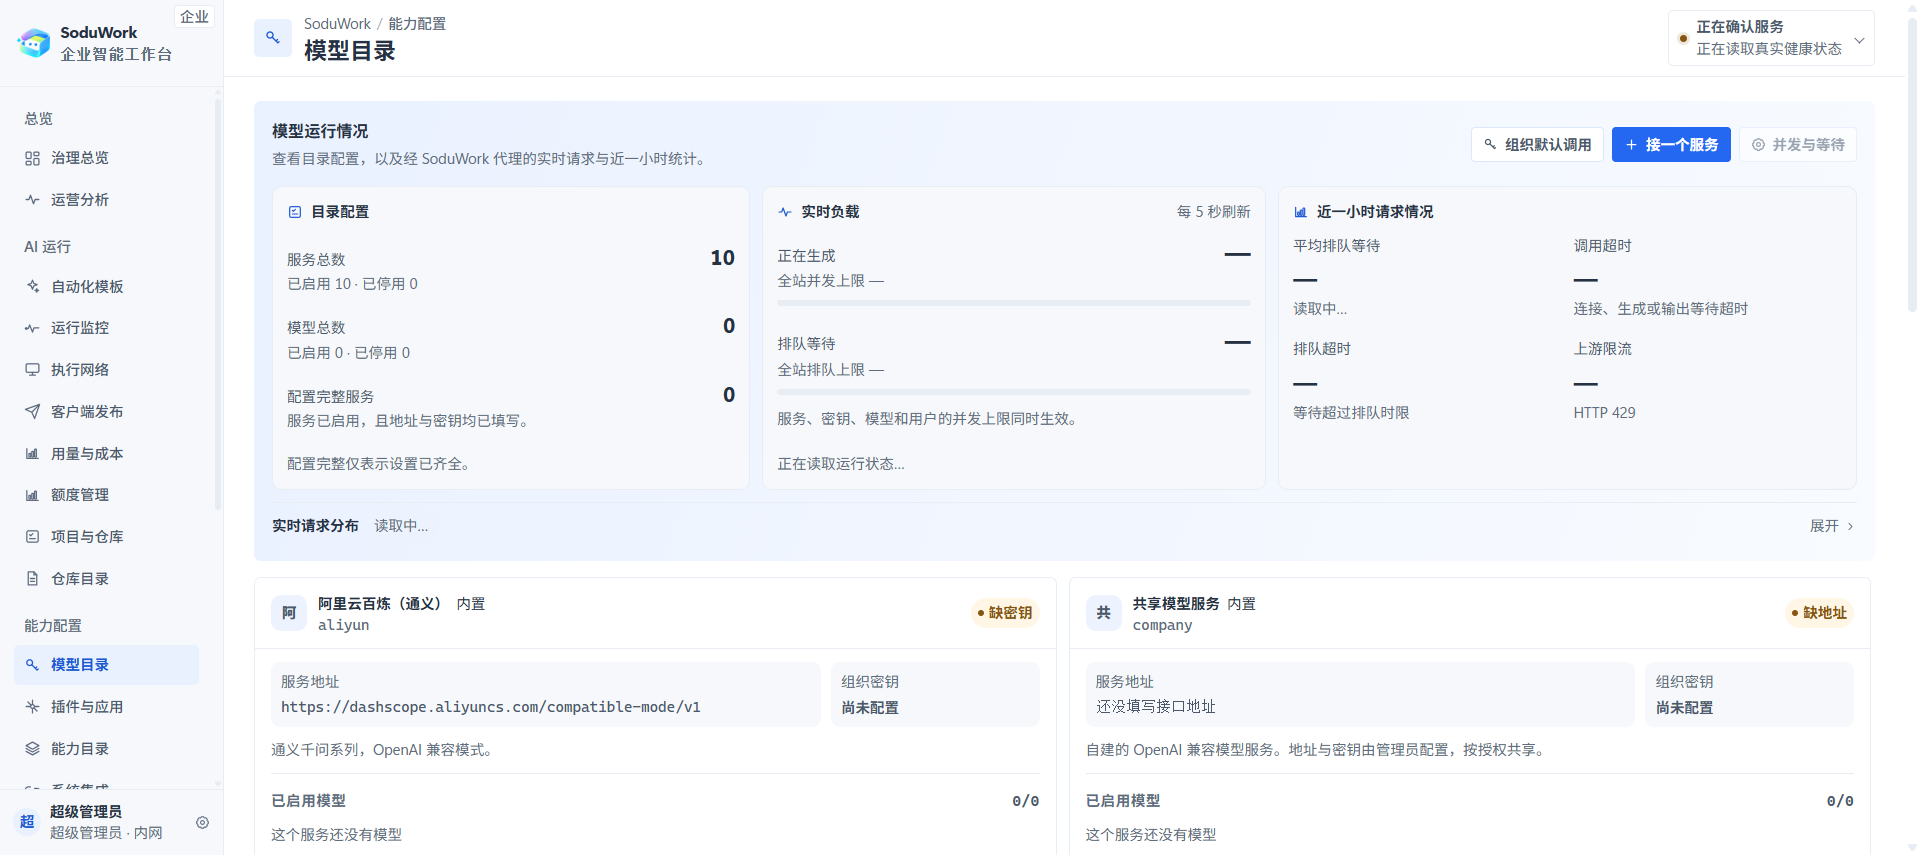 企业
SoduWork
企业智能工作台
总览
治理总览
运营分析
AI 运行
自动化模板
运行监控
执行网络
客户端发布
用量与成本
额度管理
项目与仓库
仓库目录
能力配置
模型目录
插件与应用
能力目录
超
超级管理员
超级管理员 · 内网
SoduWork / 能力配置
模型目录
正在确认服务
正在读取真实健康状态
模型运行情况
查看目录配置，以及经 SoduWork 代理的实时请求与近一小时统计。
组织默认调用
接一个服务
并发与等待
目录配置
服务总数
10
已启用 10 · 已停用 0
模型总数
0
已启用 0 · 已停用 0
配置完整服务
0
服务已启用，且地址与密钥均已填写。
配置完整仅表示设置已齐全。
实时负载
每 5 秒刷新
正在生成
—
全站并发上限 —
排队等待
—
全站排队上限 —
服务、密钥、模型和用户的并发上限同时生效。
正在读取运行状态...
近一小时请求情况
平均排队等待
—
读取中...
调用超时
—
连接、生成或输出等待超时
排队超时
—
等待超过排队时限
上游限流
—
HTTP 429
实时请求分布 读取中...
展开
阿
阿里云百炼（通义） 内置
aliyun
缺密钥
服务地址
https://dashscope.aliyuncs.com/compatible-mode/v1
组织密钥
尚未配置
通义千问系列，OpenAI 兼容模式。
已启用模型
0/0
这个服务还没有模型
共
共享模型服务 内置
company
缺地址
服务地址
还没填写接口地址
组织密钥
尚未配置
自建的 OpenAI 兼容模型服务。地址与密钥由管理员配置，按授权共享。
已启用模型
0/0
这个服务还没有模型